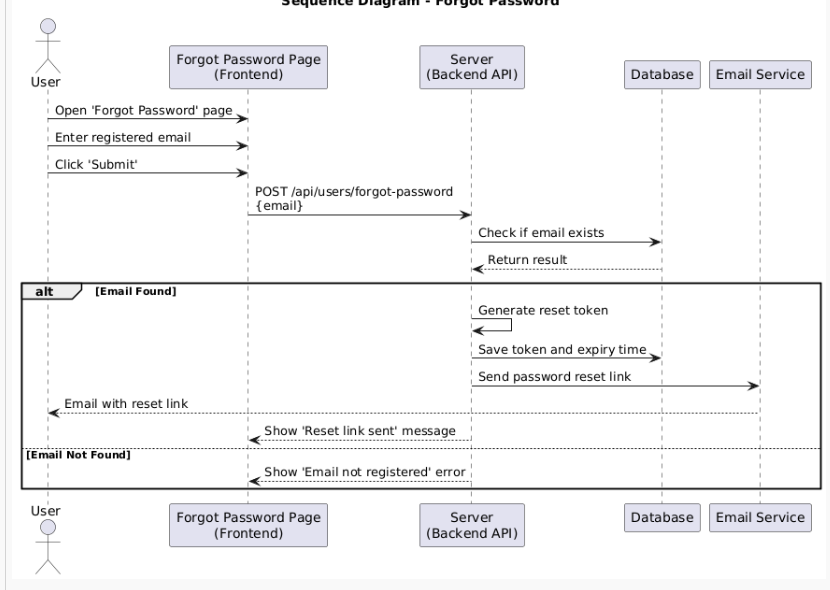 Sequence Diagram - Forgot Password
User
Forgot Password Page
(Frontend)
Server
(Backend API)
Database
Email Service
Open 'Forgot Password' page
Enter registered email
Click 'Submit'
POST /api/users/forgot-password
{email}
Check if email exists
Return result
alt
[Email Found]
Generate reset token
Save token and expiry time
Send password reset link
Email with reset link
Show 'Reset link sent' message
[Email Not Found]
Show 'Email not registered' error
User
Forgot Password Page
(Frontend)
Server
(Backend API)
Database
Email Service